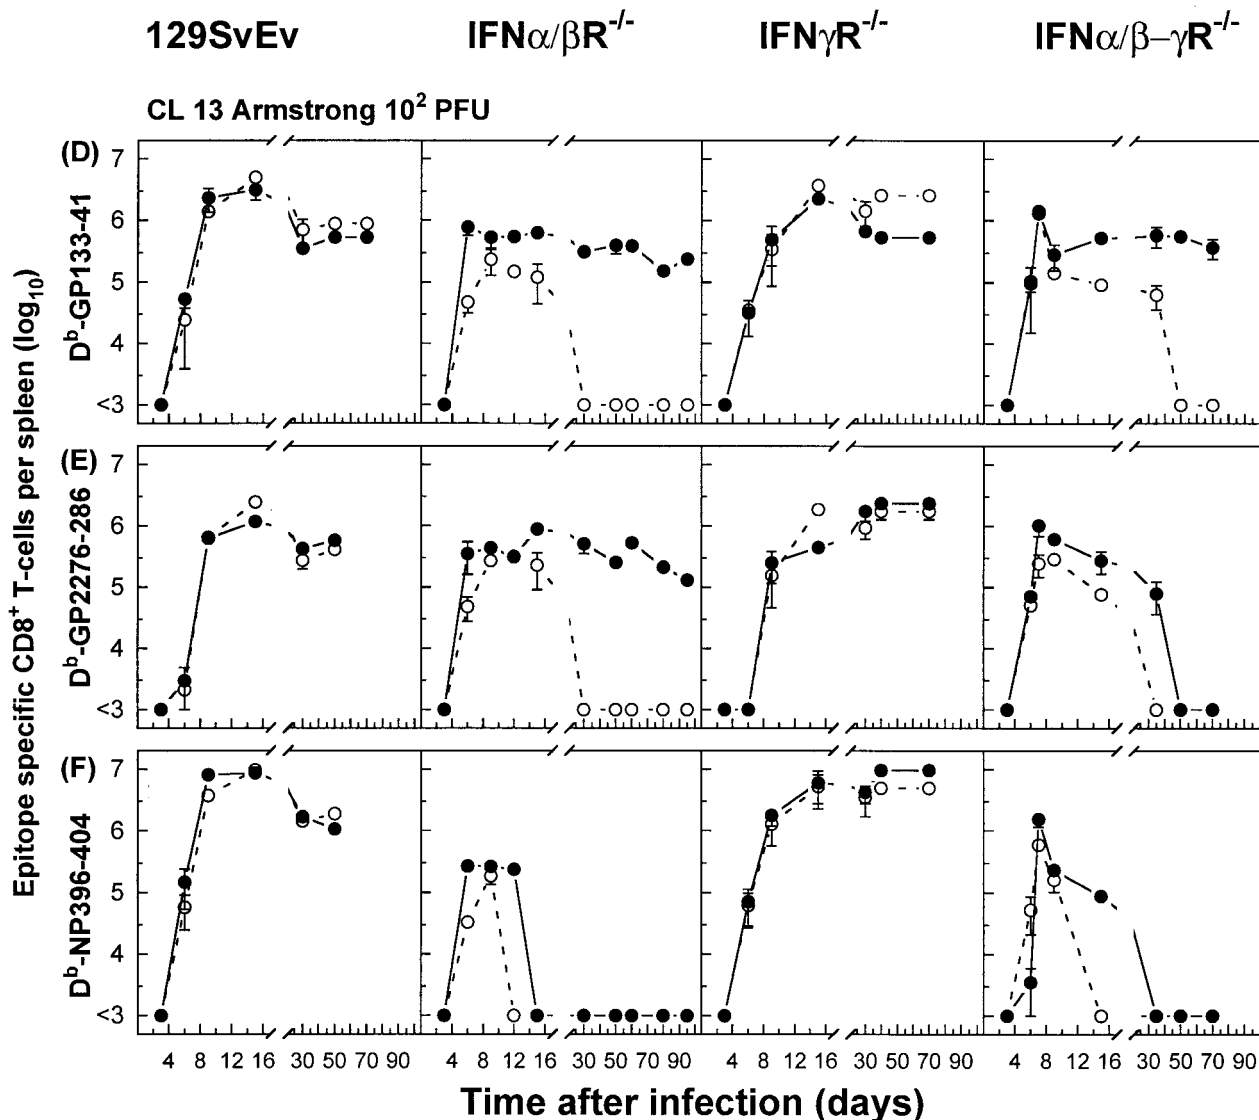 129SvEv IFNα/βR-/- IFNγR-/- IFNα/β–γR-/-
CL 13 Armstrong 10² PFU
Epitope specific CD8⁺ T-cells per spleen (log₁₀)
(D)
Dᵇ-GP133-41
7
6
5
4
<3
(E)
Dᵇ-GP2276-286
7
6
5
4
<3
(F)
Dᵇ-NP396-404
7
6
5
4
<3
4 8 12 16 30 50 70 90 4 8 12 16 30 50 70 90 4 8 12 16 30 50 70 90 4 8 12 16 30 50 70 90
Time after infection (days)